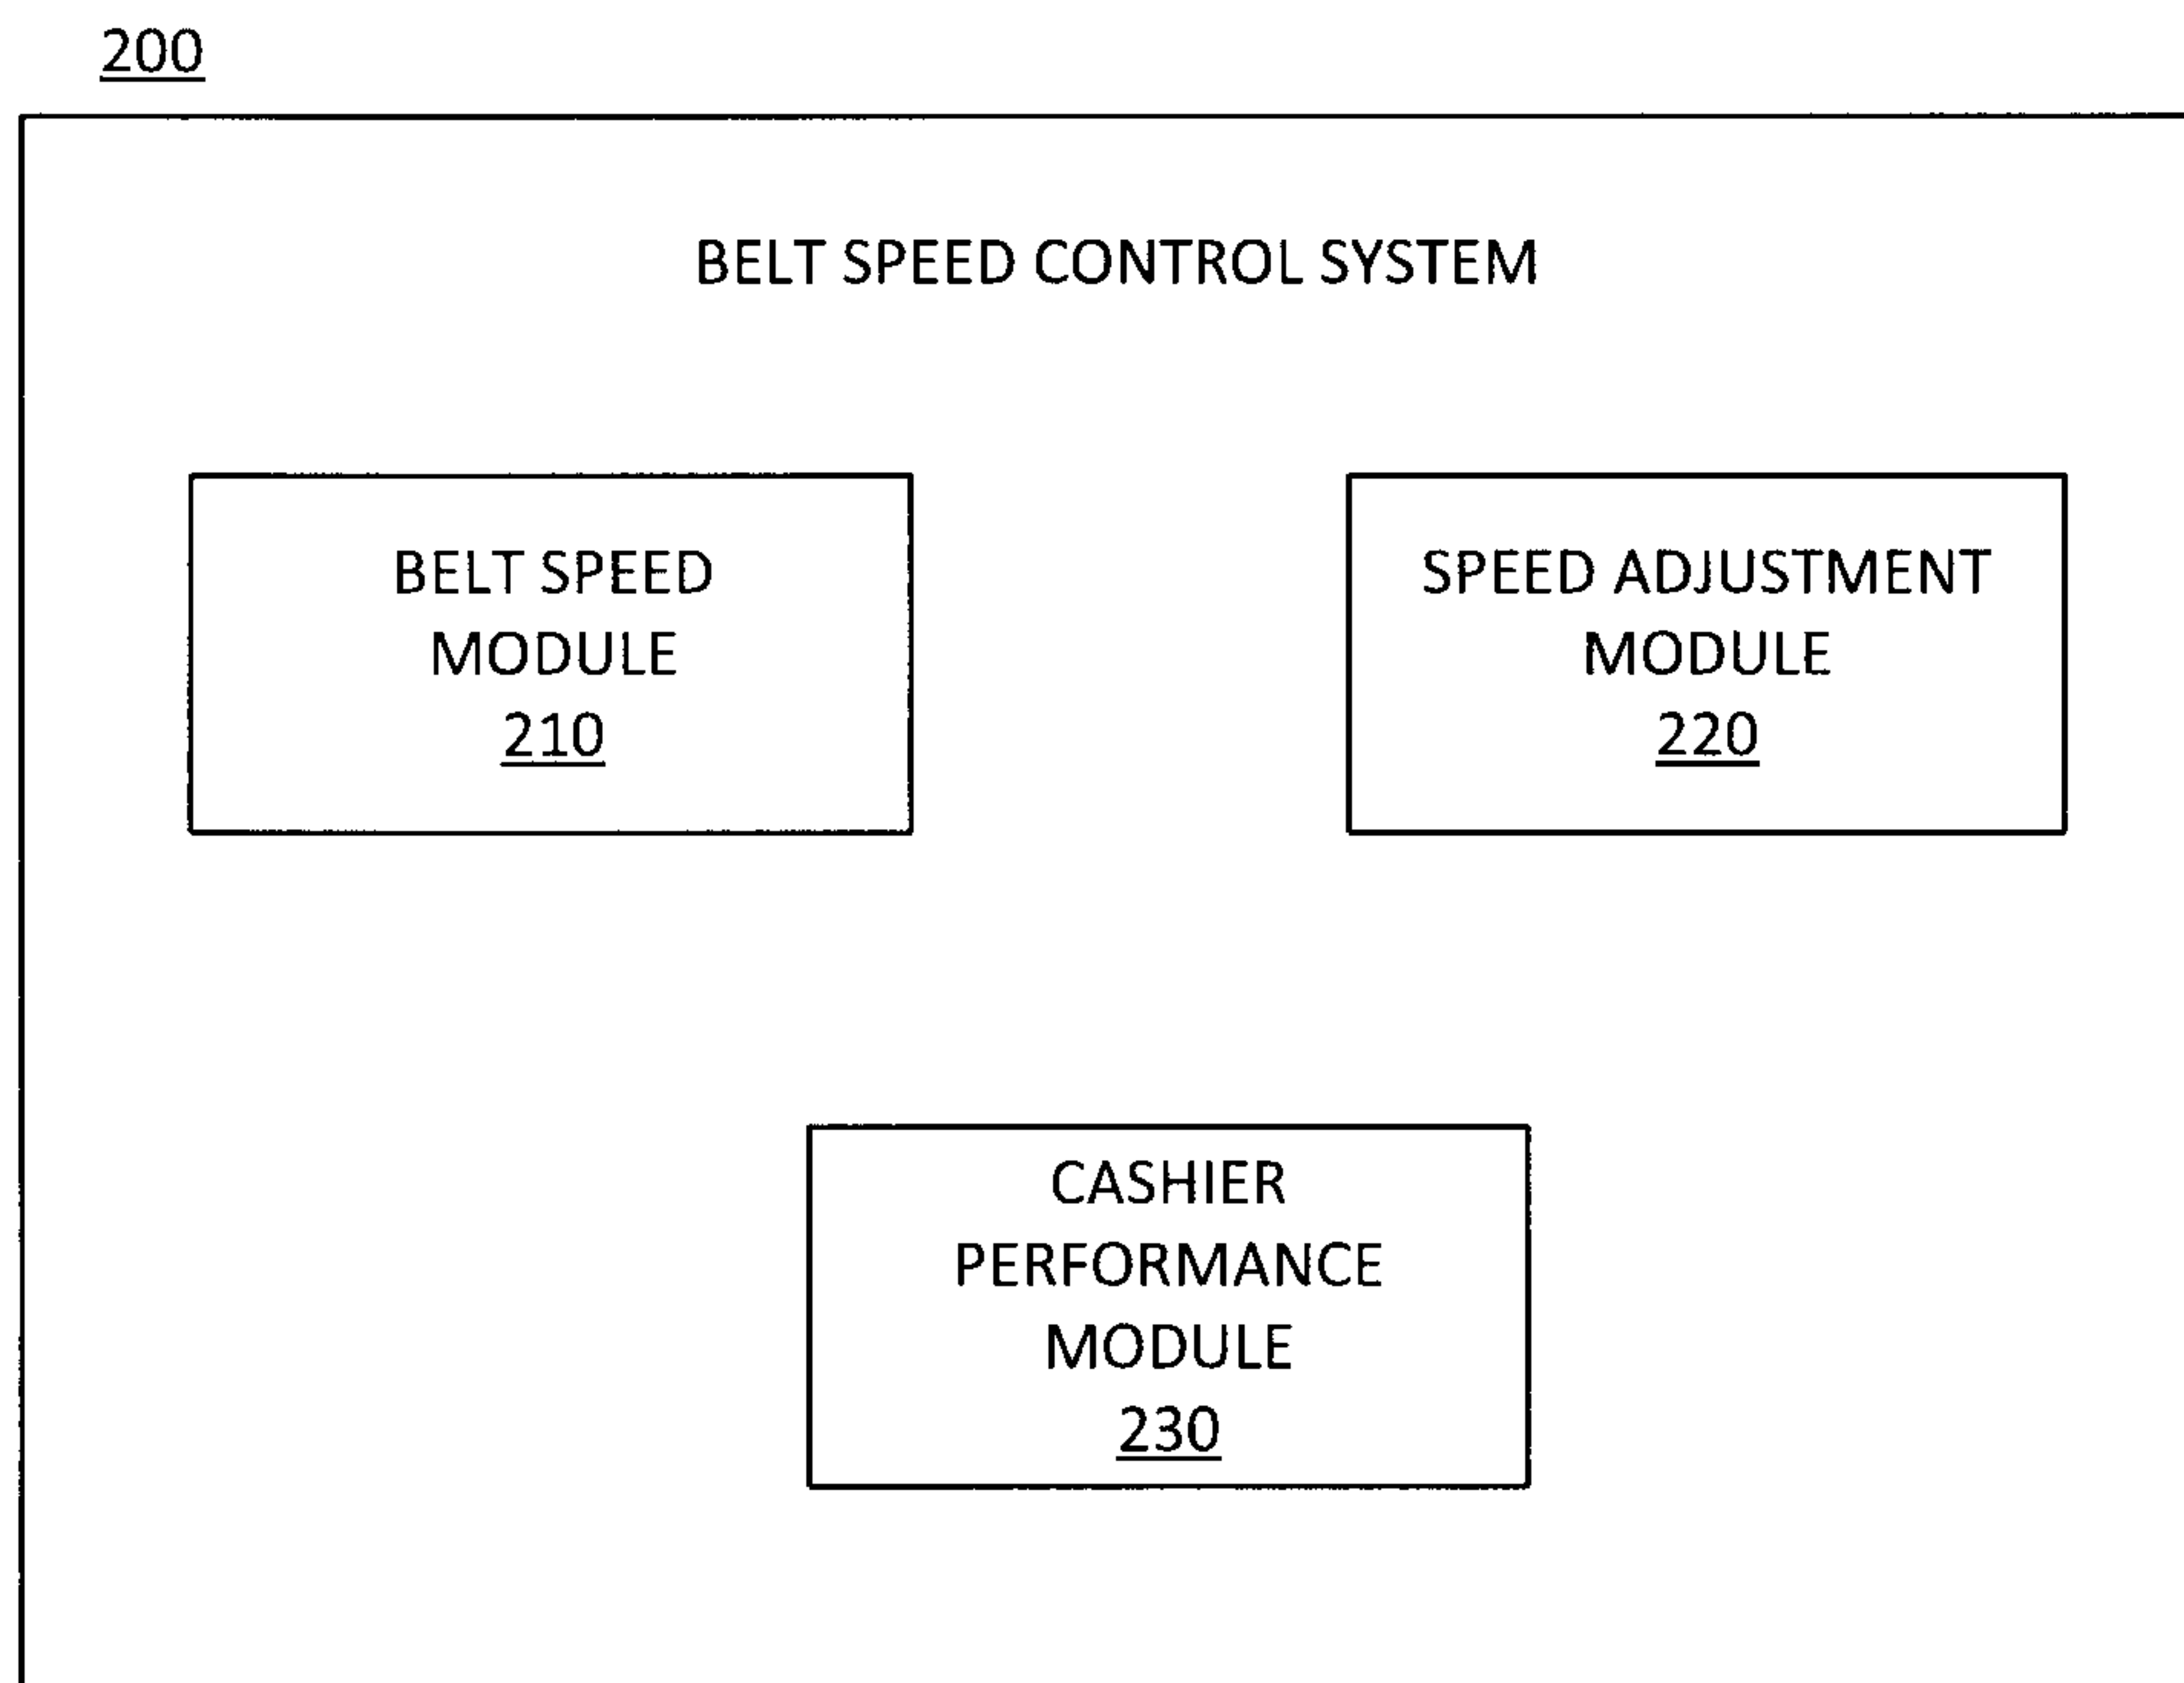 200
BELT SPEED CONTROL SYSTEM
BELT SPEED
MODULE
210
SPEED ADJUSTMENT
MODULE
220
CASHIER
PERFORMANCE
MODULE
230